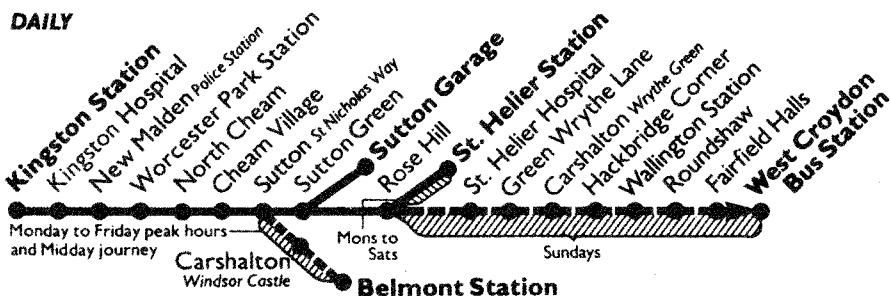 DAILY
Kingston Station
Kingston Hospital
New Malden Police Station
Worcester Park Station
North Cheam
Cheam Village
Sutton St Nicholas Way
Sutton Green
Sutton Garage
Rose Hill
St. Helier Station
St. Helier Hospital
Green Wrythe Lane
Carshalton Wrythe Green
Hackbridge Corner
Wallington Station
Roundshaw
Fairfield Halls
West Croydon
Bus Station
Monday to Friday peak hours
and Midday journey
Carshalton
Windsor Castle
Belmont Station
Mons to
Sats
Sundays